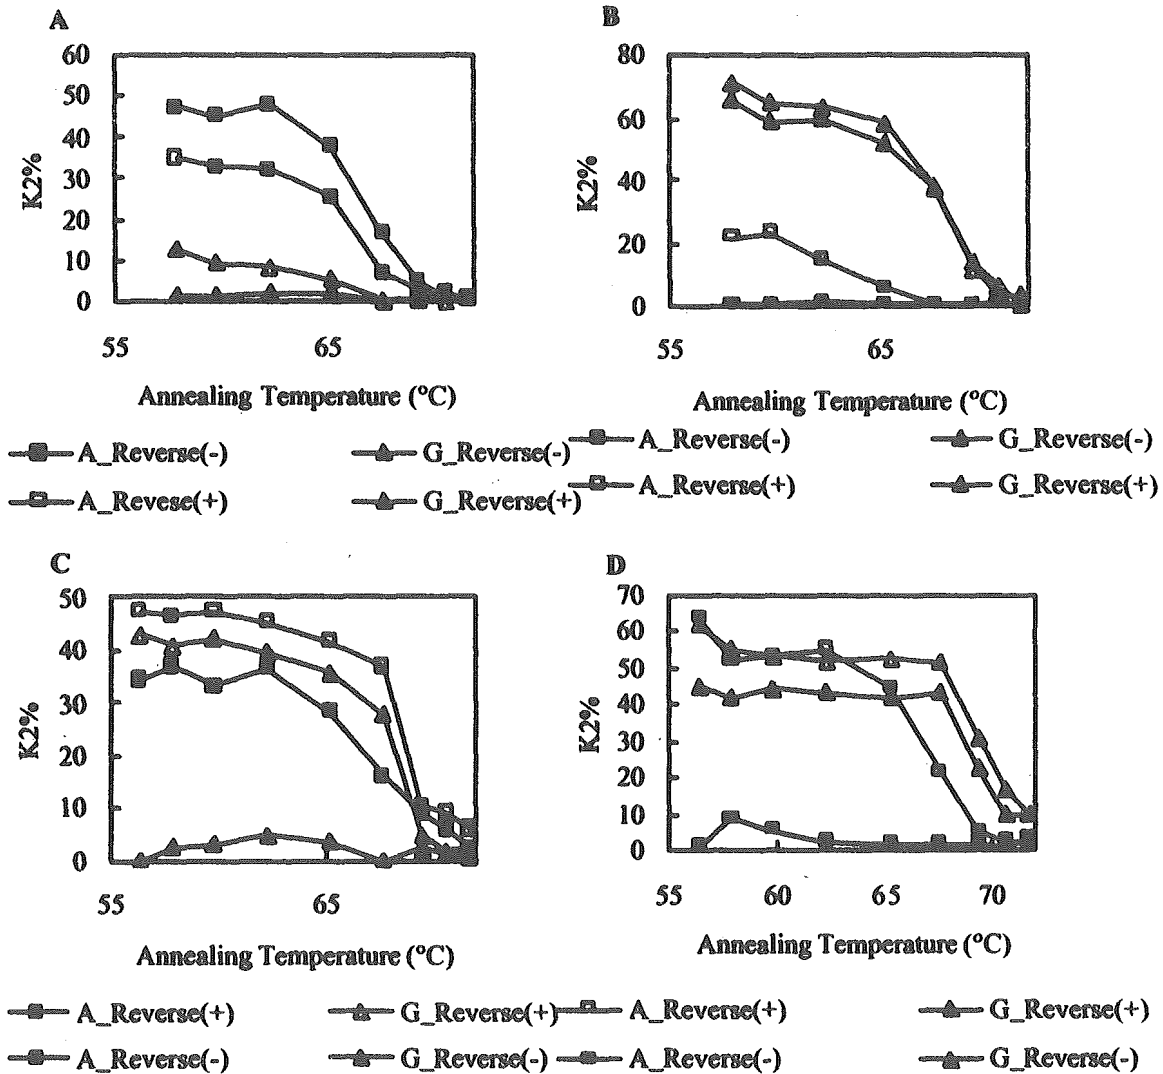 A
60
50
40
30
20
10
0
K2%
55 65
Annealing Temperature (°C)
A_Reverse(-) G_Reverse(-)
A_Revese(+) G_Reverse(+)
B
80
60
40
20
0
K2%
55 65
Annealing Temperature (°C)
A_Reverse(-) G_Reverse(-)
A_Reverse(+) G_Reverse(+)
C
50
40
30
20
10
0
K2%
55 65
Annealing Temperature (°C)
A_Reverse(+) G_Reverse(+)
A_Reverse(-) G_Reverse(-)
D
70
60
50
40
30
20
10
0
K2%
55 60 65 70
Annealing Temperature (°C)
A_Reverse(+) G_Reverse(+)
A_Reverse(-) G_Reverse(-)